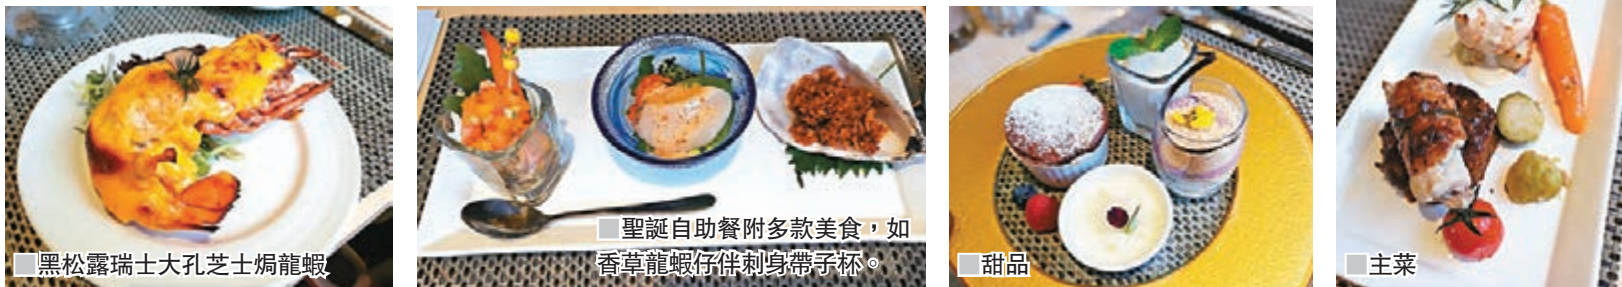 黑松露瑞士大孔芝士焗龍蝦
聖誕自助餐附多款美食，如
香草龍蝦仔伴刺身帶子杯。
甜品
主菜